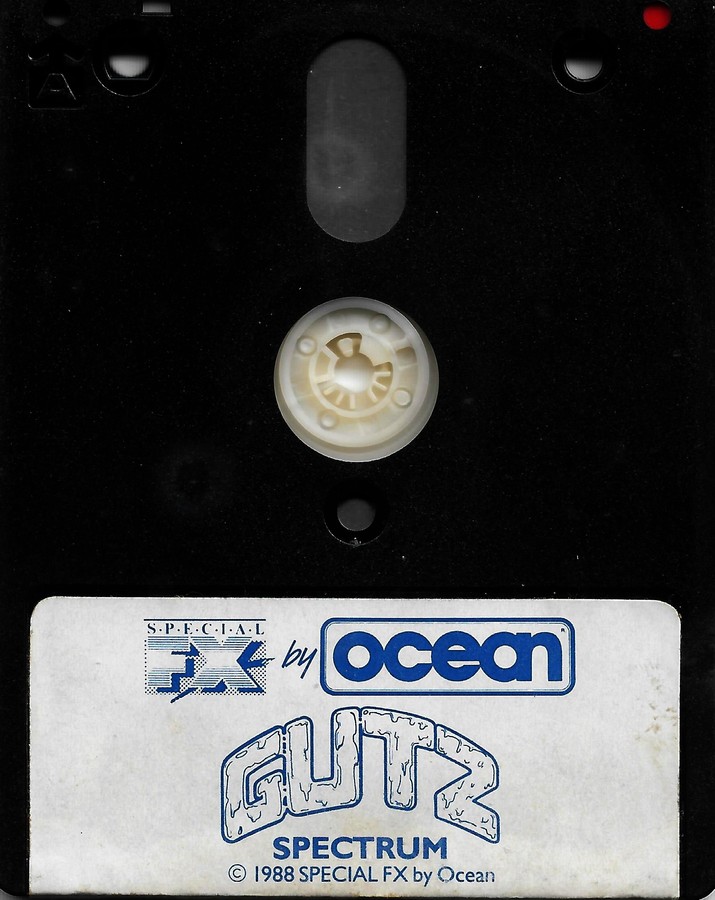 A
S·P·E·C·I·A·L
FX by ocean
GUTZ
SPECTRUM
© 1988 SPECIAL FX by Ocean